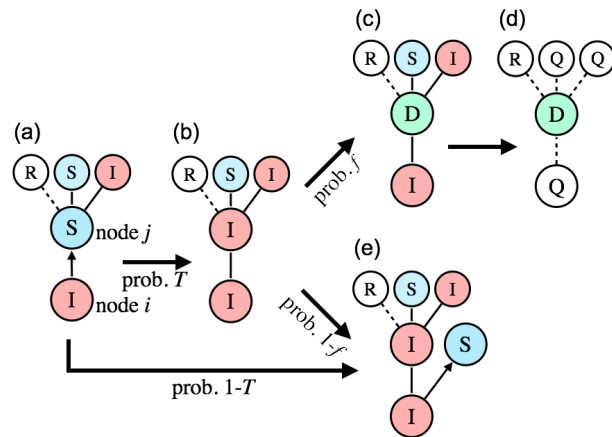 (a)
R S I
S node j
I node i
prob. T
(b)
R S I
I
I
prob. f
(c)
R S I
D
I
(d)
R Q Q
D
Q
prob. 1-f
prob. 1-T
(e)
R S I
I S
I